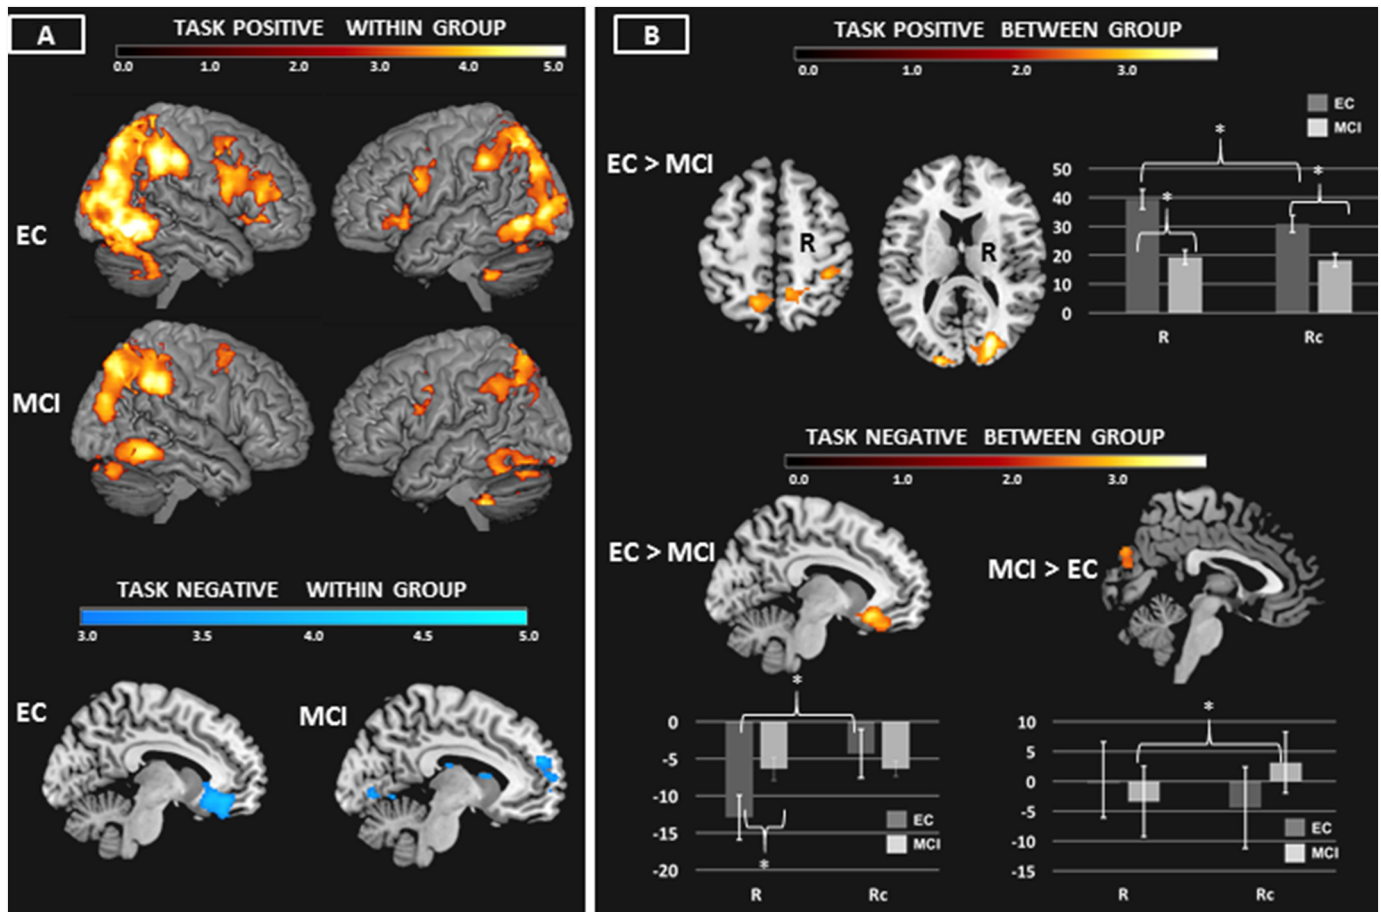 A
TASK POSITIVE WITHIN GROUP
0.0 1.0 2.0 3.0 4.0 5.0
EC
MCI
TASK NEGATIVE WITHIN GROUP
3.0 3.5 4.0 4.5 5.0
EC MCI
B
TASK POSITIVE BETWEEN GROUP
0.0 1.0 2.0 3.0
EC
MCI
EC > MCI
R
R
*
*
*
50
40
30
20
10
0
R Rc
TASK NEGATIVE BETWEEN GROUP
0.0 1.0 2.0 3.0
EC > MCI
MCI > EC
*
0
-5
-10
-15
-20
*
EC
MCI
R Rc
*
10
5
0
-5
-10
-15
EC
MCI
R Rc